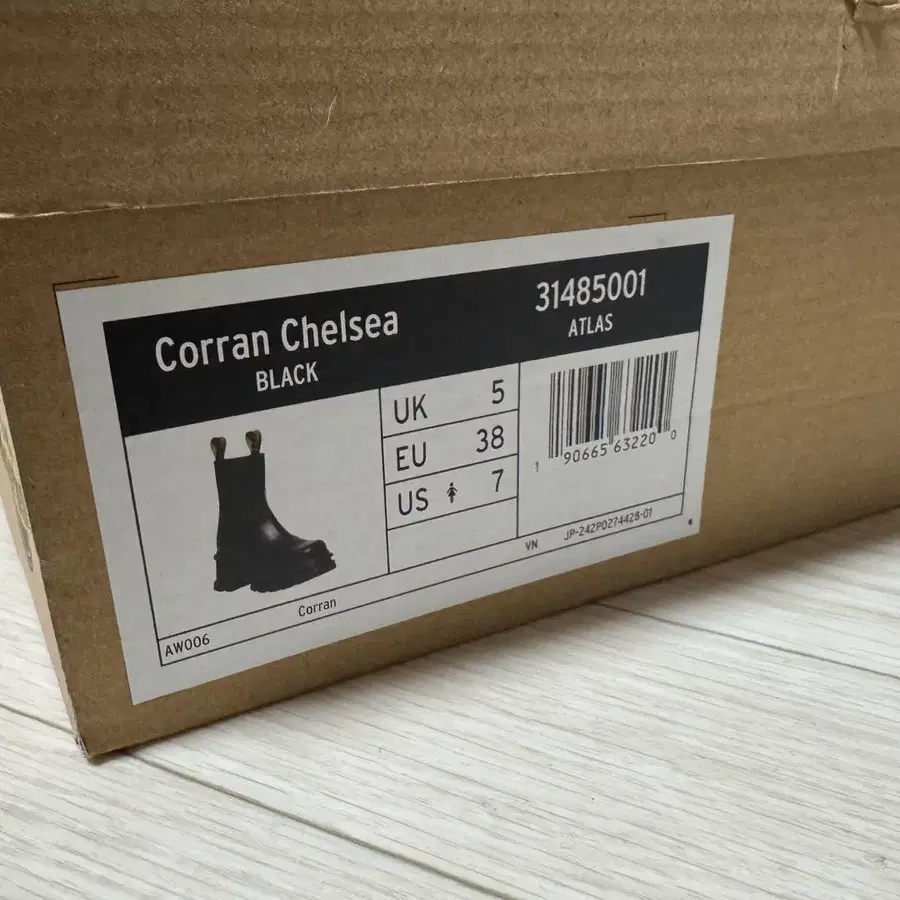 Corran Chelsea
BLACK
31485001
ATLAS
UK 5
EU 38
US 7
1 90665 63220 0
VN JP-242P0274428-01
AW006 Corran